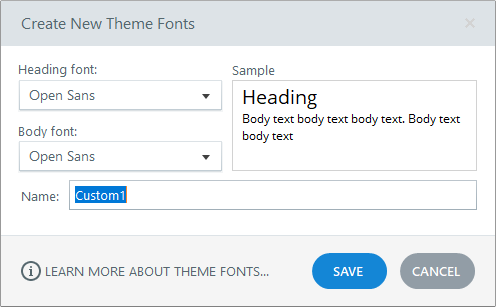 Create New Theme Fonts
×
Heading font:
Open Sans
Sample
Heading
Body text body text body text. Body text
body text
Body font:
Open Sans
Name:
Custom1
LEARN MORE ABOUT THEME FONTS...
SAVE
CANCEL